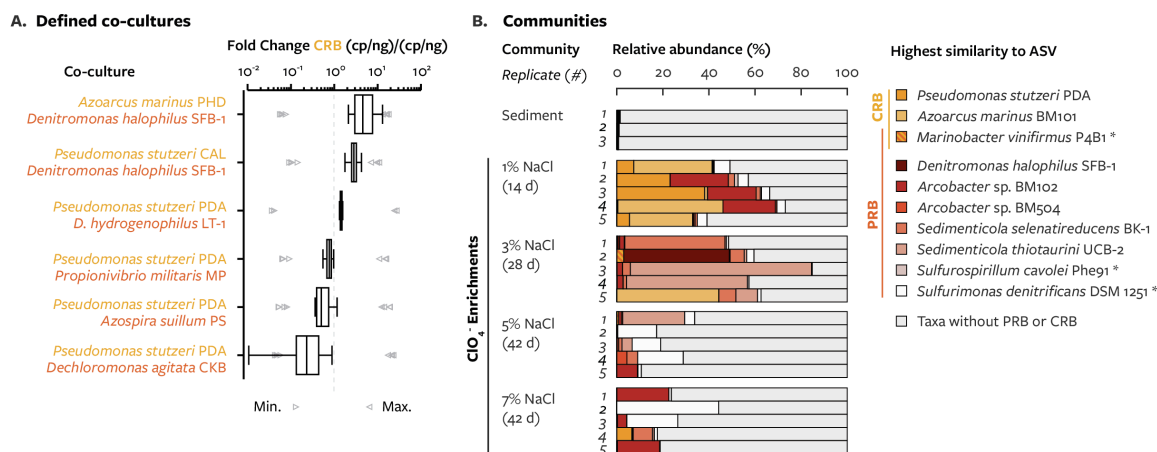 A. Defined co-cultures
Fold Change CRB (cp/ng)/(cp/ng)
Co-culture
10-2 10-1 100 101 102
Azoarcus marinus PHD
Denitromonas halophilus SFB-1
Pseudomonas stutzeri CAL
Denitromonas halophilus SFB-1
Pseudomonas stutzeri PDA
D. hydrogenophilus LT-1
Pseudomonas stutzeri PDA
Propionivibrio militaris MP
Pseudomonas stutzeri PDA
Azospira suillum PS
Pseudomonas stutzeri PDA
Dechloromonas agitata CKB
Min. Max.
B. Communities
Community
Replicate (#)
Relative abundance (%)
0 20 40 60 80 100
Sediment
1
2
3
ClO4- Enrichments
1% NaCl
(14 d)
1
2
3
4
5
3% NaCl
(28 d)
1
2
3
4
5
5% NaCl
(42 d)
1
2
3
4
5
7% NaCl
(42 d)
1
2
3
4
5
Highest similarity to ASV
CRB
Pseudomonas stutzeri PDA
Azoarcus marinus BM101
Marinobacter vinifirmus P4B1 *
PRB
Denitromonas halophilus SFB-1
Arcobacter sp. BM102
Arcobacter sp. BM504
Sedimenticola selenatireducens BK-1
Sedimenticola thiotaurini UCB-2
Sulfurospirillum cavolei Phe91 *
Sulfurimonas denitrificans DSM 1251 *
Taxa without PRB or CRB